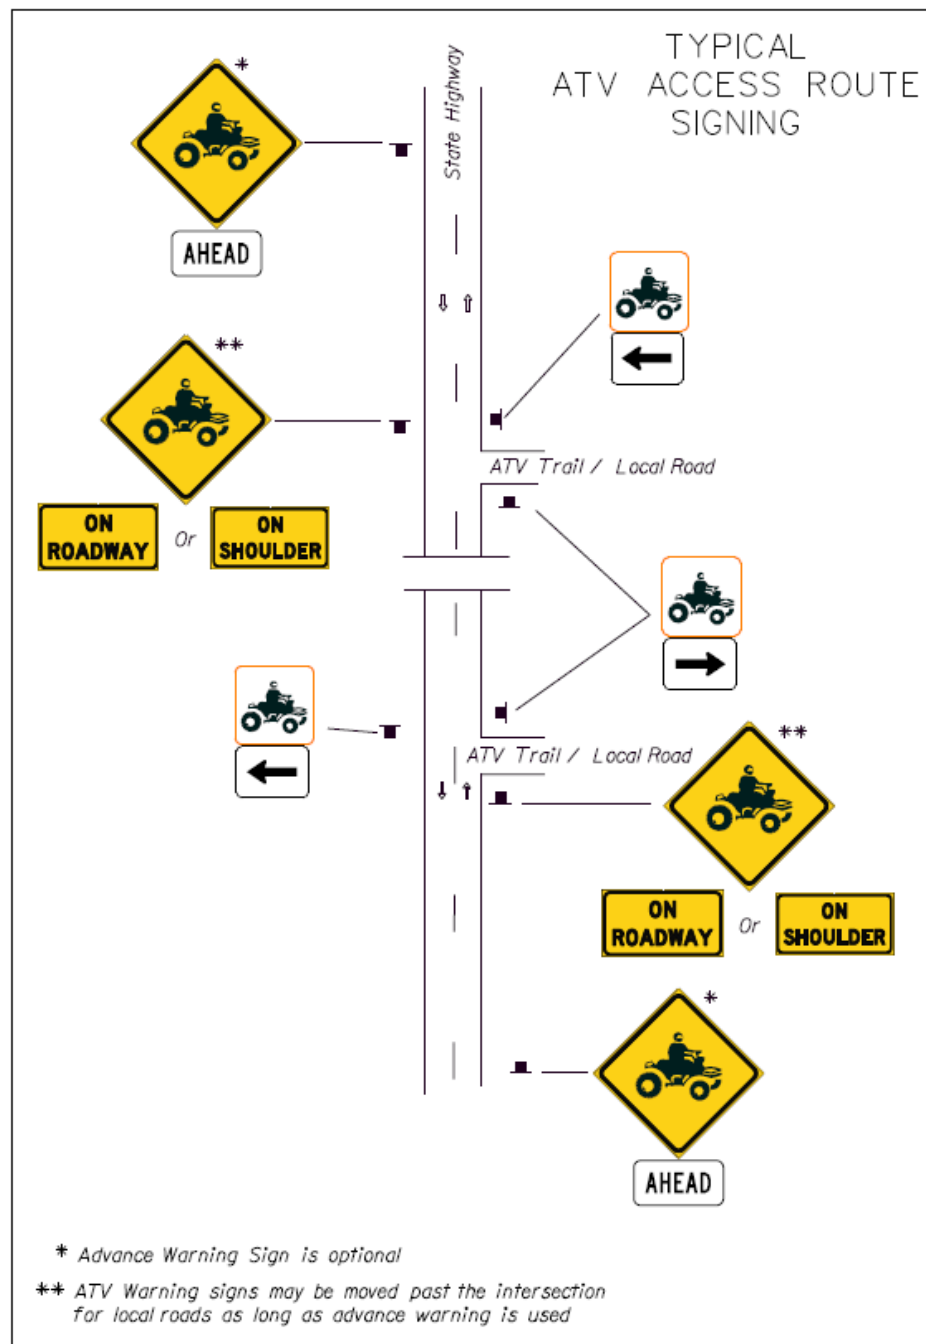 TYPICAL
ATV ACCESS ROUTE
SIGNING
State Highway
*
AHEAD
**
ON
ROADWAY
Or
ON
SHOULDER
ATV Trail / Local Road
ATV Trail / Local Road
**
ON
ROADWAY
Or
ON
SHOULDER
*
AHEAD
* Advance Warning Sign is optional
** ATV Warning signs may be moved past the intersection
for local roads as long as advance warning is used